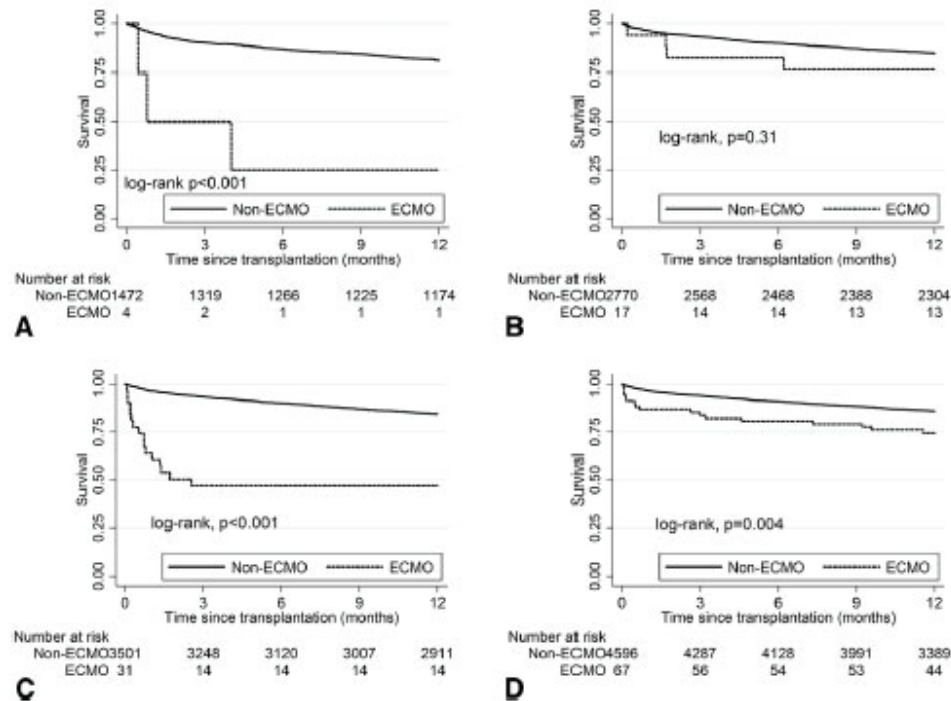 Survival
1.00
0.75
0.50
0.25
0.00
log-rank p<0.001
Non-ECMO ECMO
0 3 6 9 12
Time since transplantation (months)
Number at risk
Non-ECMO1472 1319 1266 1225 1174
ECMO 4 2 1 1 1
A
Survival
1.00
0.75
0.50
0.25
0.00
log-rank, p=0.31
Non-ECMO ECMO
0 3 6 9 12
Time since transplantation (months)
Number at risk
Non-ECMO2770 2568 2468 2388 2304
ECMO 17 14 14 13 13
B
Survival
1.00
0.75
0.50
0.25
0.00
log-rank, p<0.001
Non-ECMO ECMO
0 3 6 9 12
Time since transplantation (months)
Number at risk
Non-ECMO3501 3248 3120 3007 2911
ECMO 31 14 14 14 14
C
Survival
1.00
0.75
0.50
0.25
0.00
log-rank, p=0.004
Non-ECMO ECMO
0 3 6 9 12
Time since transplantation (months)
Number at risk
Non-ECMO4596 4287 4128 3991 3389
ECMO 67 56 54 53 44
D